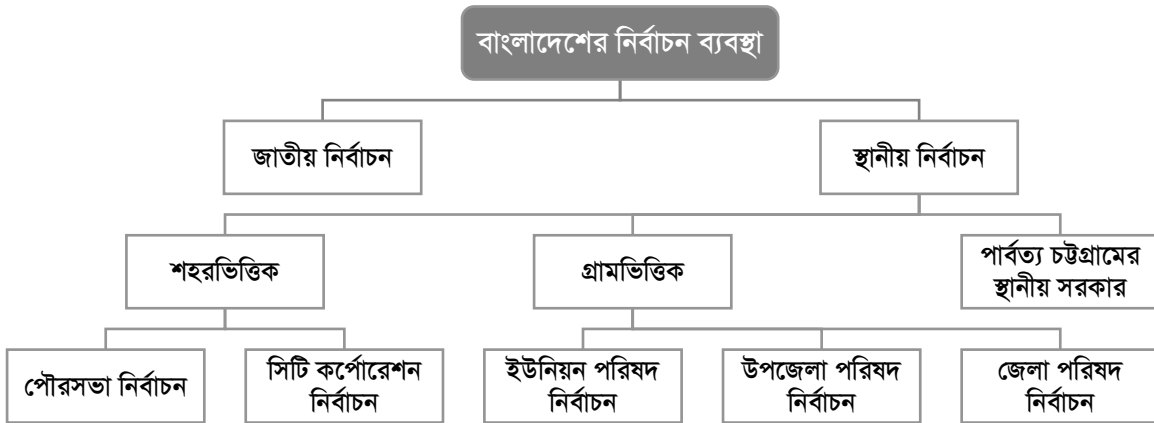 বাংলাদেশের নির্বাচন ব্যবস্থা
জাতীয় নির্বাচন
স্থানীয় নির্বাচন
শহরভিত্তিক
গ্রামভিত্তিক
পার্বত্য চট্টগ্রামের
স্থানীয় সরকার
পৌরসভা নির্বাচন
সিটি কর্পোরেশন
নির্বাচন
ইউনিয়ন পরিষদ
নির্বাচন
উপজেলা পরিষদ
নির্বাচন
জেলা পরিষদ
নির্বাচন